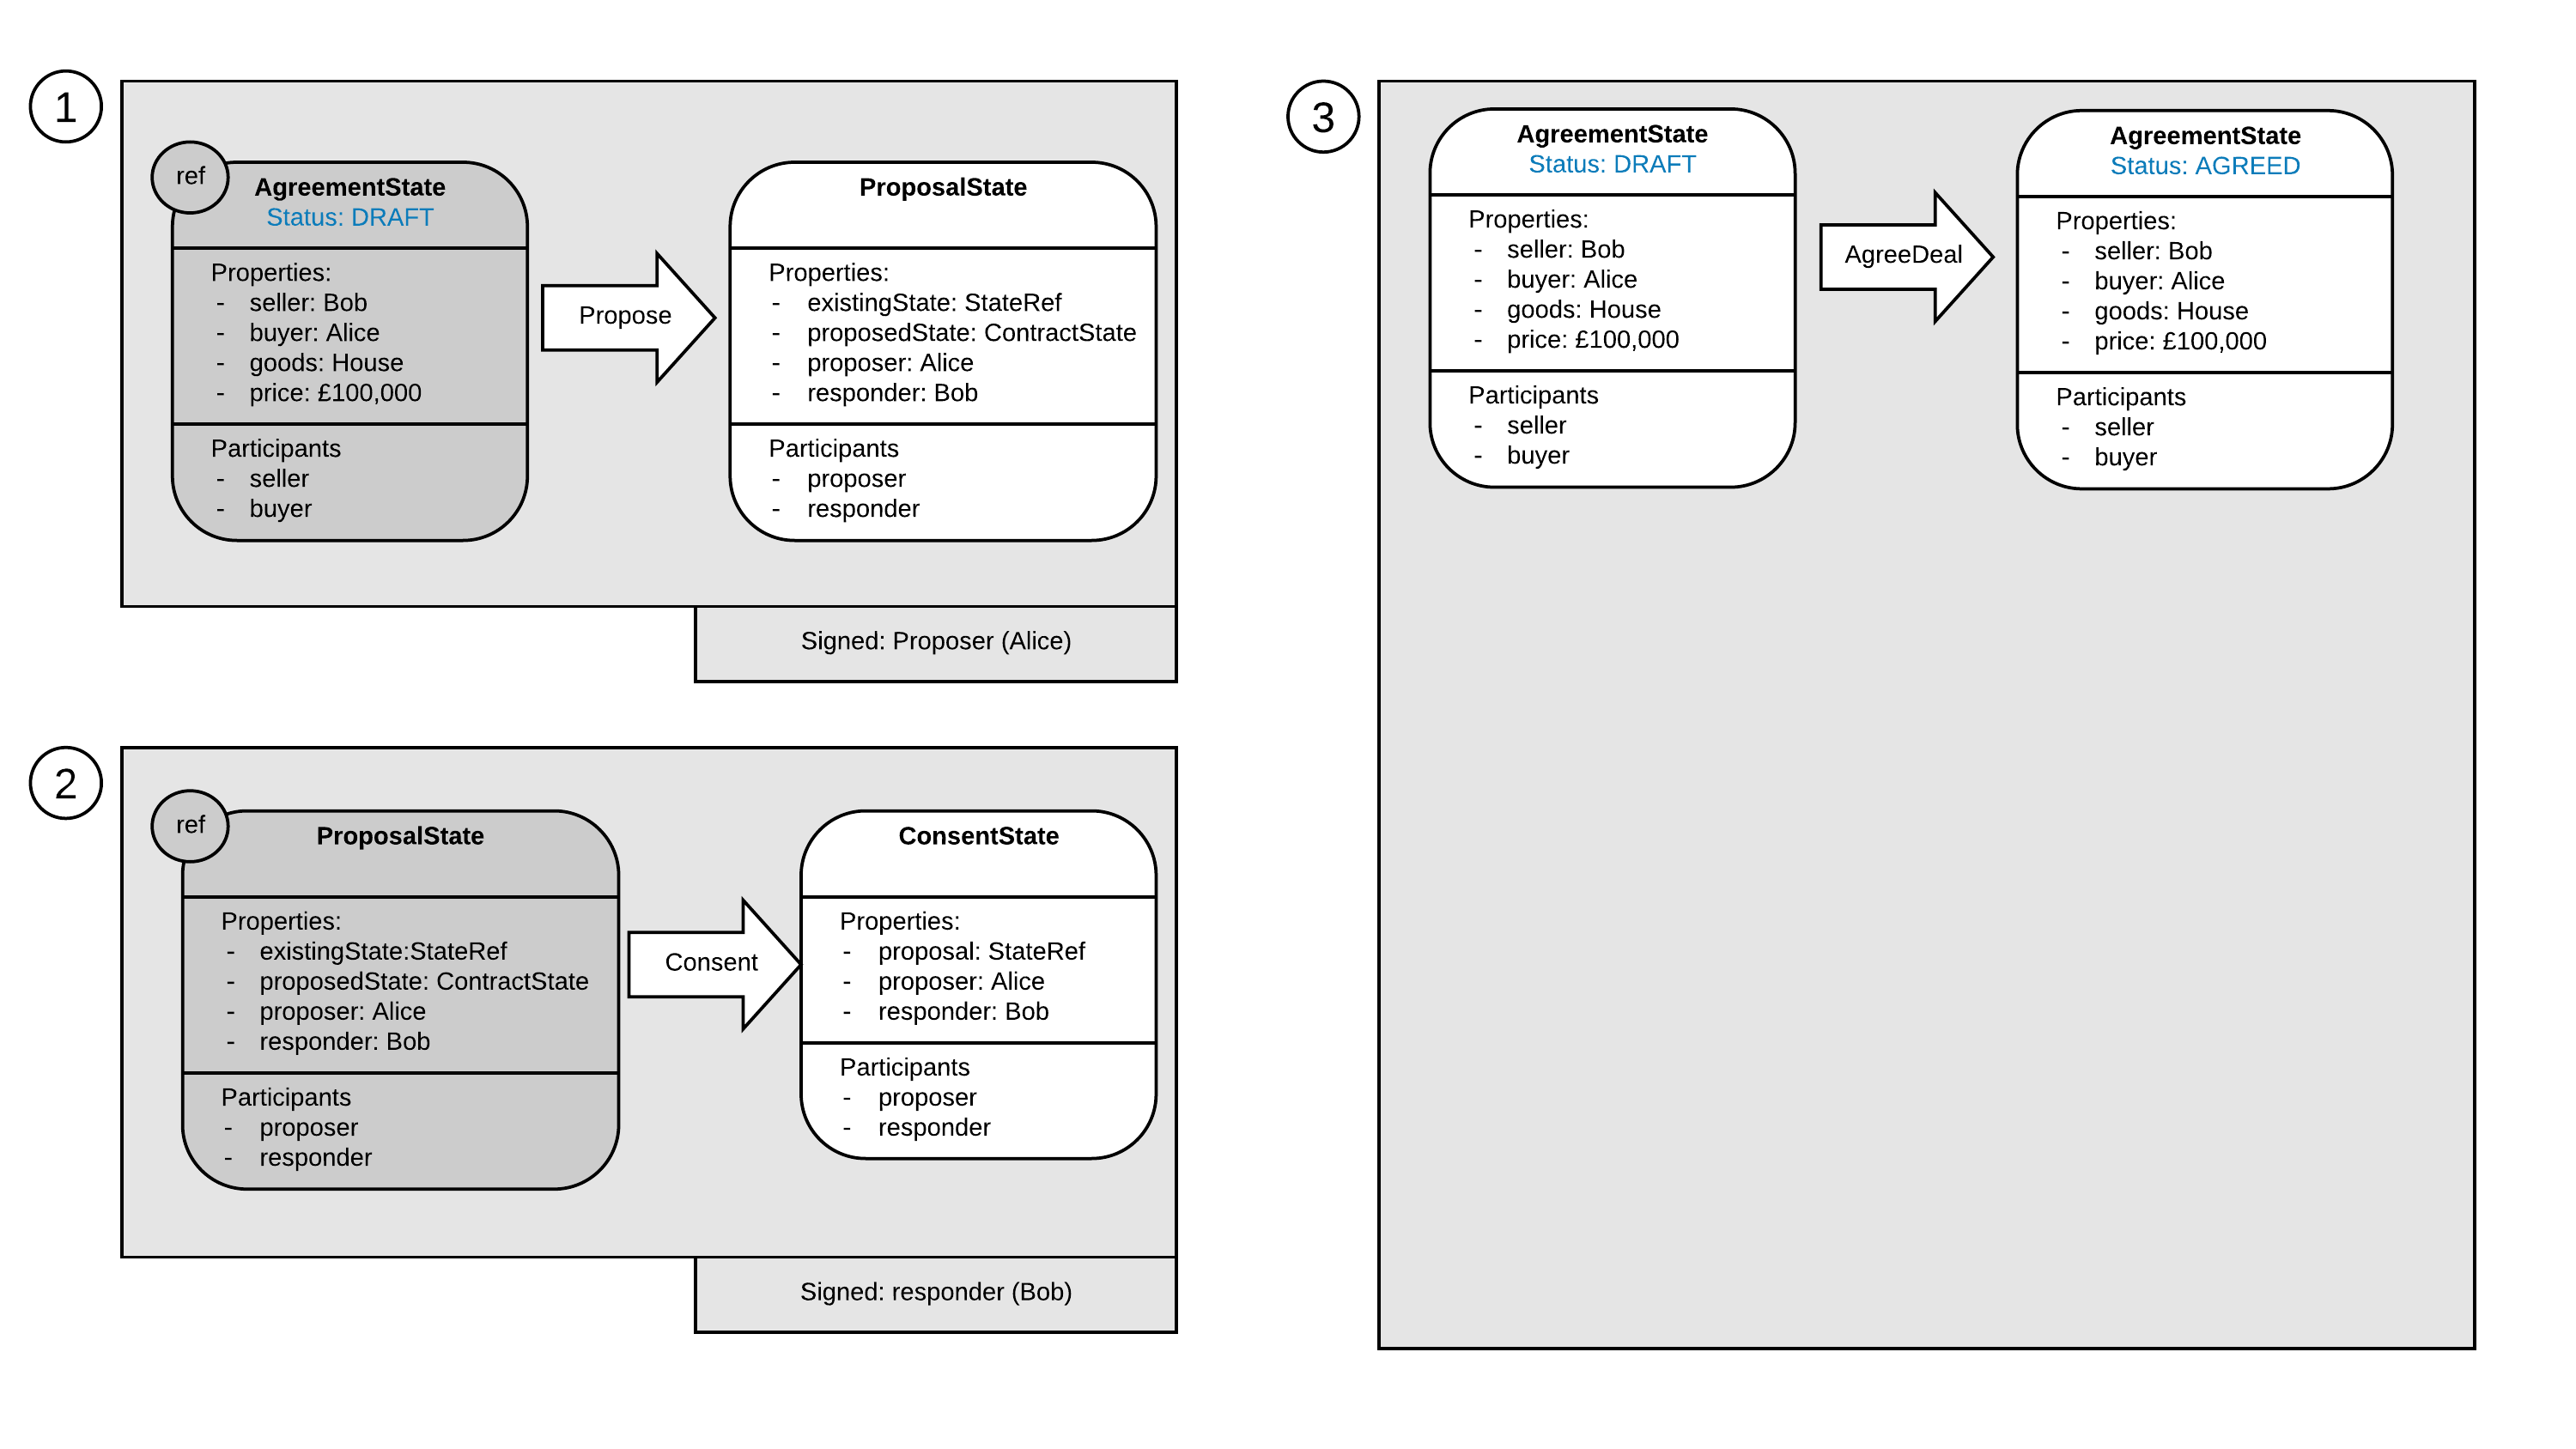 1
ref
AgreementState
Status: DRAFT
Properties:
- seller: Bob
- buyer: Alice
- goods: House
- price: £100,000
Participants
- seller
- buyer
Propose
ProposalState
Properties:
- existingState: StateRef
- proposedState: ContractState
- proposer: Alice
- responder: Bob
Participants
- proposer
- responder
Signed: Proposer (Alice)
2
ref
ProposalState
Properties:
- existingState:StateRef
- proposedState: ContractState
- proposer: Alice
- responder: Bob
Participants
- proposer
- responder
Consent
ConsentState
Properties:
- proposal: StateRef
- proposer: Alice
- responder: Bob
Participants
- proposer
- responder
Signed: responder (Bob)
3
AgreementState
Status: DRAFT
Properties:
- seller: Bob
- buyer: Alice
- goods: House
- price: £100,000
Participants
- seller
- buyer
AgreeDeal
AgreementState
Status: AGREED
Properties:
- seller: Bob
- buyer: Alice
- goods: House
- price: £100,000
Participants
- seller
- buyer